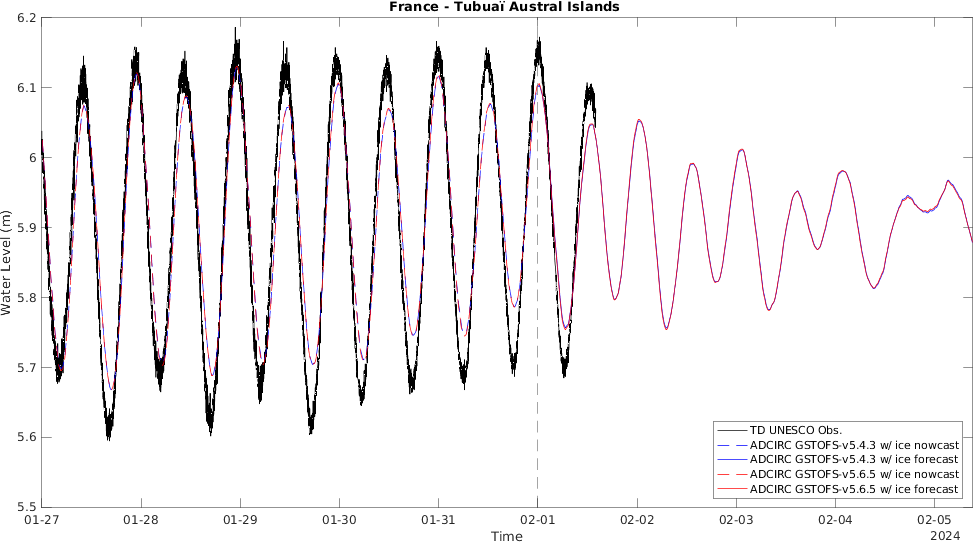 France - Tubuaï Austral Islands
6.2
6.1
6
5.9
5.8
5.7
5.6
5.5
Water Level (m)
TD UNESCO Obs.
ADCIRC GSTOFS-v5.4.3 w/ ice nowcast
ADCIRC GSTOFS-v5.4.3 w/ ice forecast
ADCIRC GSTOFS-v5.6.5 w/ ice nowcast
ADCIRC GSTOFS-v5.6.5 w/ ice forecast
01-27 01-28 01-29 01-30 01-31 02-01 02-02 02-03 02-04 02-05
Time
2024